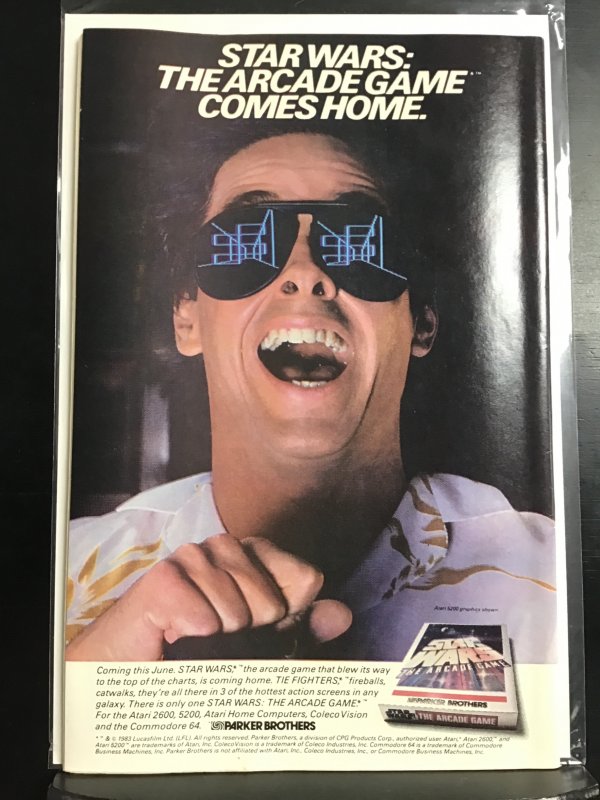 STAR WARS:
THE ARCADE GAME*™
COMES HOME.
Atari 5200 graphics shown
STAR
WARS
THE ARCADE GAME
PARKER BROTHERS
STAR WARS THE ARCADE GAME
Coming this June. STAR WARS,*™ the arcade game that blew its way
to the top of the charts, is coming home. TIE FIGHTERS,*™ fireballs,
catwalks, they're all there in 3 of the hottest action screens in any
galaxy. There is only one STAR WARS: THE ARCADE GAME.*™
For the Atari 2600, 5200, Atari Home Computers, ColecoVision
and the Commodore 64. PARKER BROTHERS
*™ & © 1983 Lucasfilm Ltd. (LFL). All rights reserved. Parker Brothers, a division of CPG Products Corp., authorized user. Atari,® Atari 2600,™ and
Atari 5200™ are trademarks of Atari, Inc. ColecoVision is a trademark of Coleco Industries, Inc. Commodore 64 is a trademark of Commodore
Business Machines, Inc. Parker Brothers is not affiliated with Atari, Inc., Coleco Industries, Inc., or Commodore Business Machines, Inc.